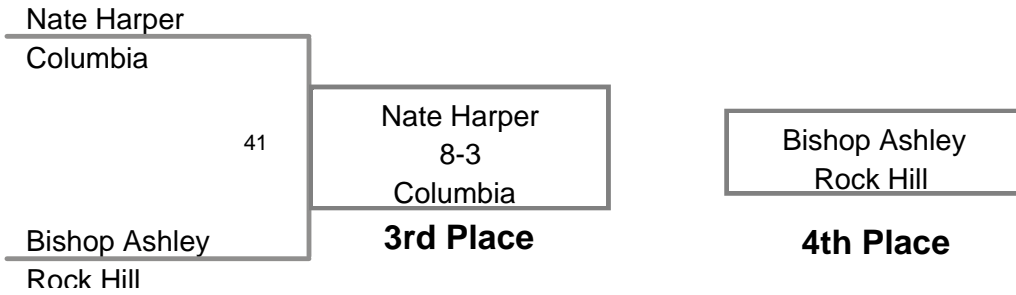 Nate Harper
Columbia
41
Nate Harper
8-3
Columbia
3rd Place
Bishop Ashley
Rock Hill
4th Place
Bishop Ashley
Rock Hill